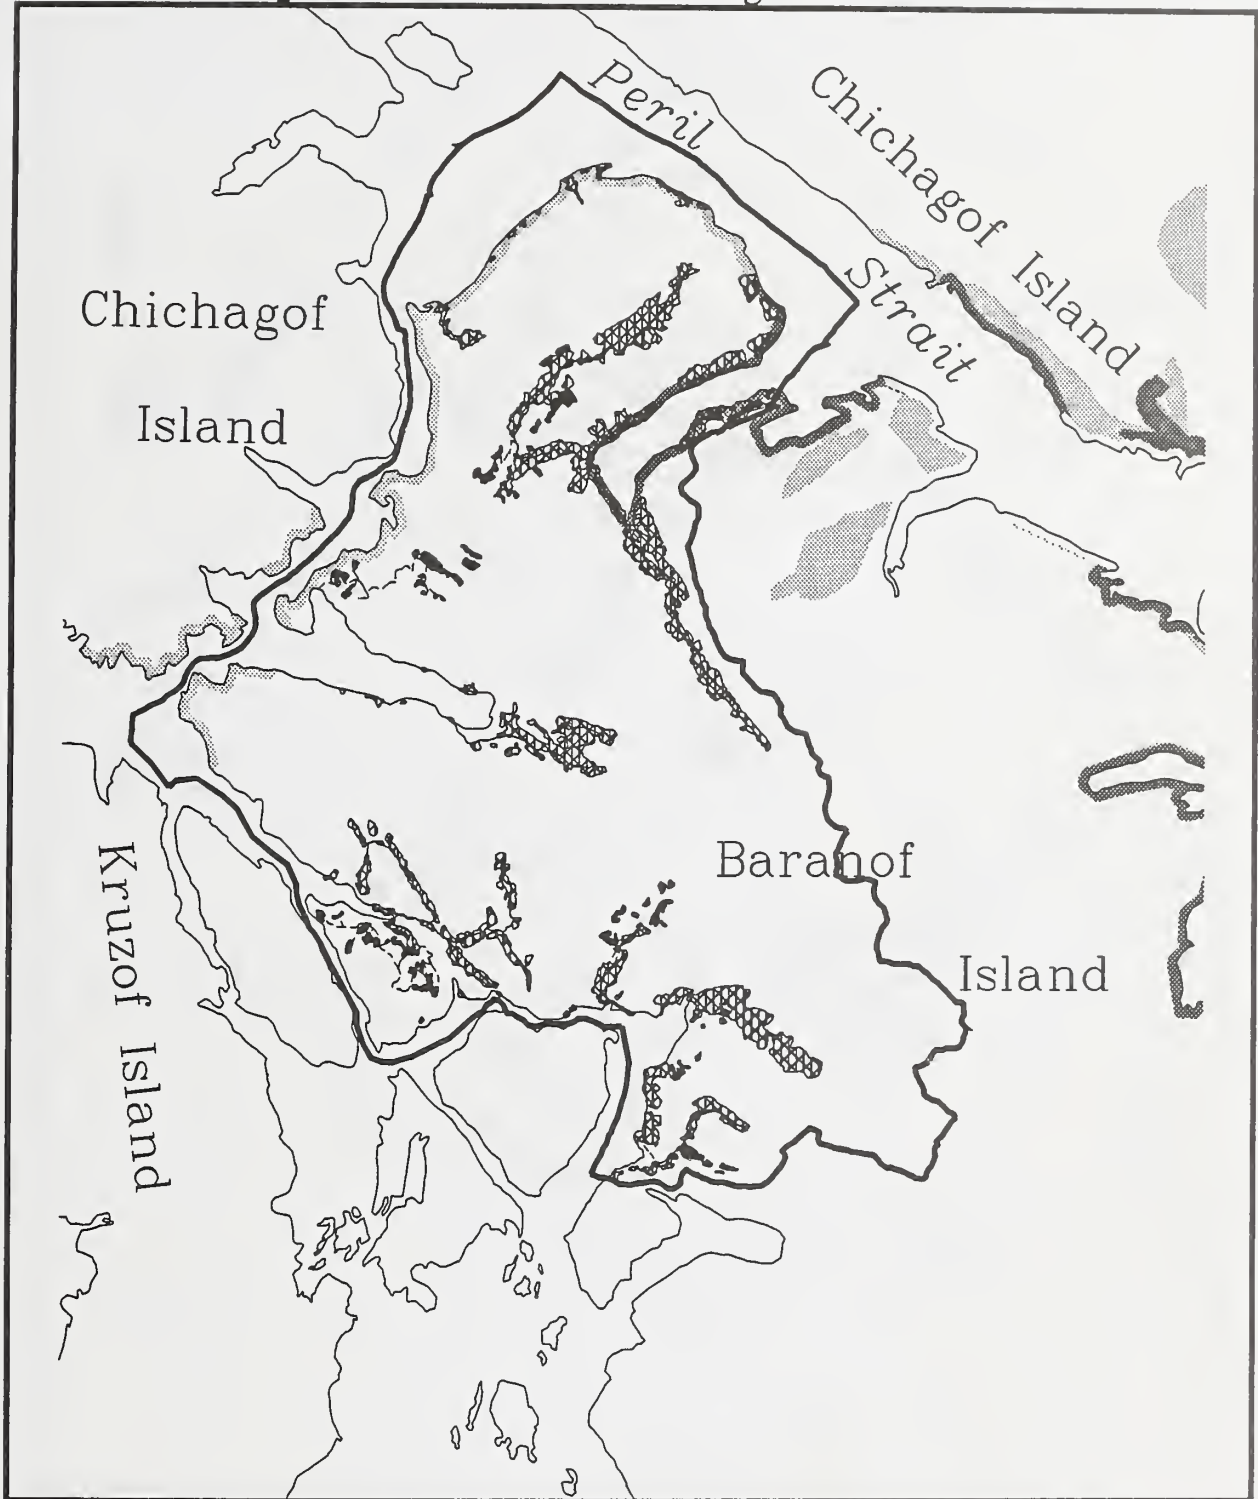 Peril
Strait
Chichagof Island
Chichagof
Island
Kruzof Island
Baranof
Island